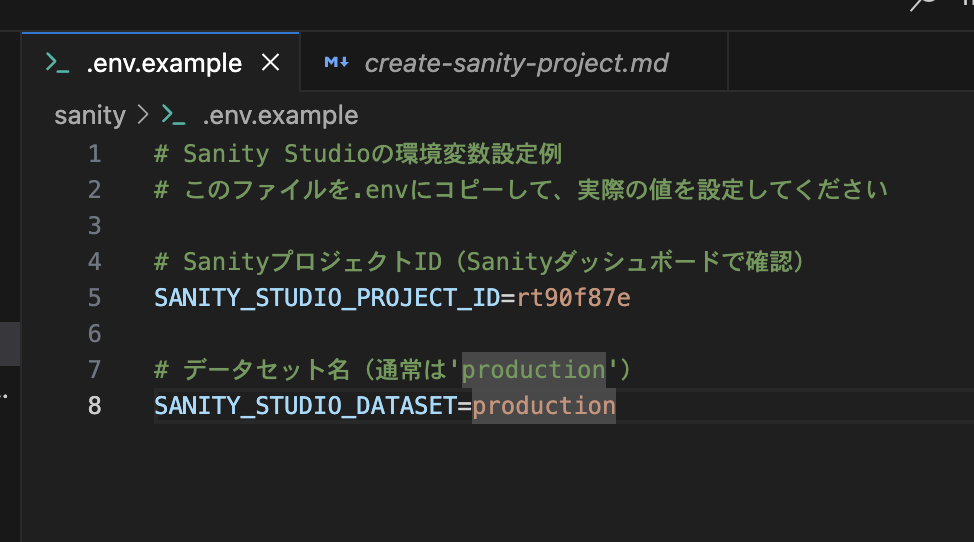 .env.example
create-sanity-project.md
sanity > .env.example
1 # Sanity Studioの環境変数設定例
2 # このファイルを.envにコピーして、実際の値を設定してください
3
4 # SanityプロジェクトID（Sanityダッシュボードで確認）
5 SANITY_STUDIO_PROJECT_ID=rt90f87e
6
7 # データセット名（通常は'production'）
8 SANITY_STUDIO_DATASET=production